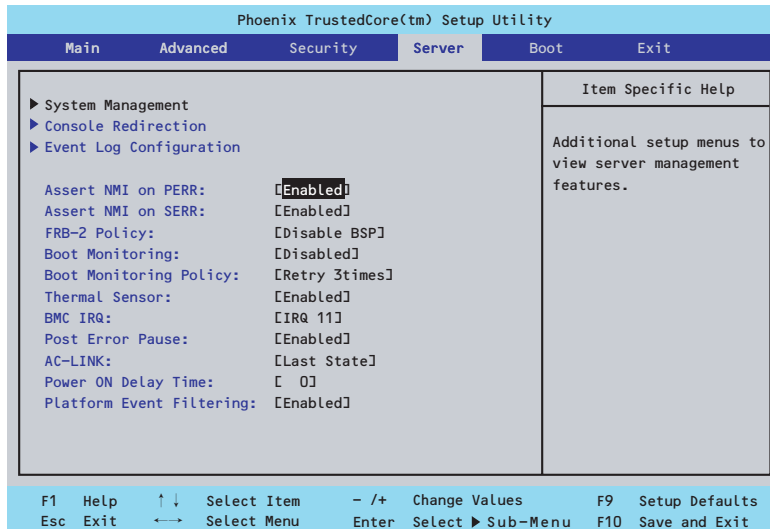 Phoenix TrustedCore(tm) Setup Utility
Main Advanced Security Server Boot Exit
Item Specific Help
▶ System Management
▶ Console Redirection
▶ Event Log Configuration
Additional setup menus to
view server management
features.
Assert NMI on PERR: [Enabled]
Assert NMI on SERR: [Enabled]
FRB-2 Policy: [Disable BSP]
Boot Monitoring: [Disabled]
Boot Monitoring Policy: [Retry 3times]
Thermal Sensor: [Enabled]
BMC IRQ: [IRQ 11]
Post Error Pause: [Enabled]
AC-LINK: [Last State]
Power ON Delay Time: [ 0]
Platform Event Filtering: [Enabled]
F1 Help ↑↓ Select Item - /+ Change Values F9 Setup Defaults
Esc Exit ←→ Select Menu Enter Select ▶ Sub-Menu F10 Save and Exit